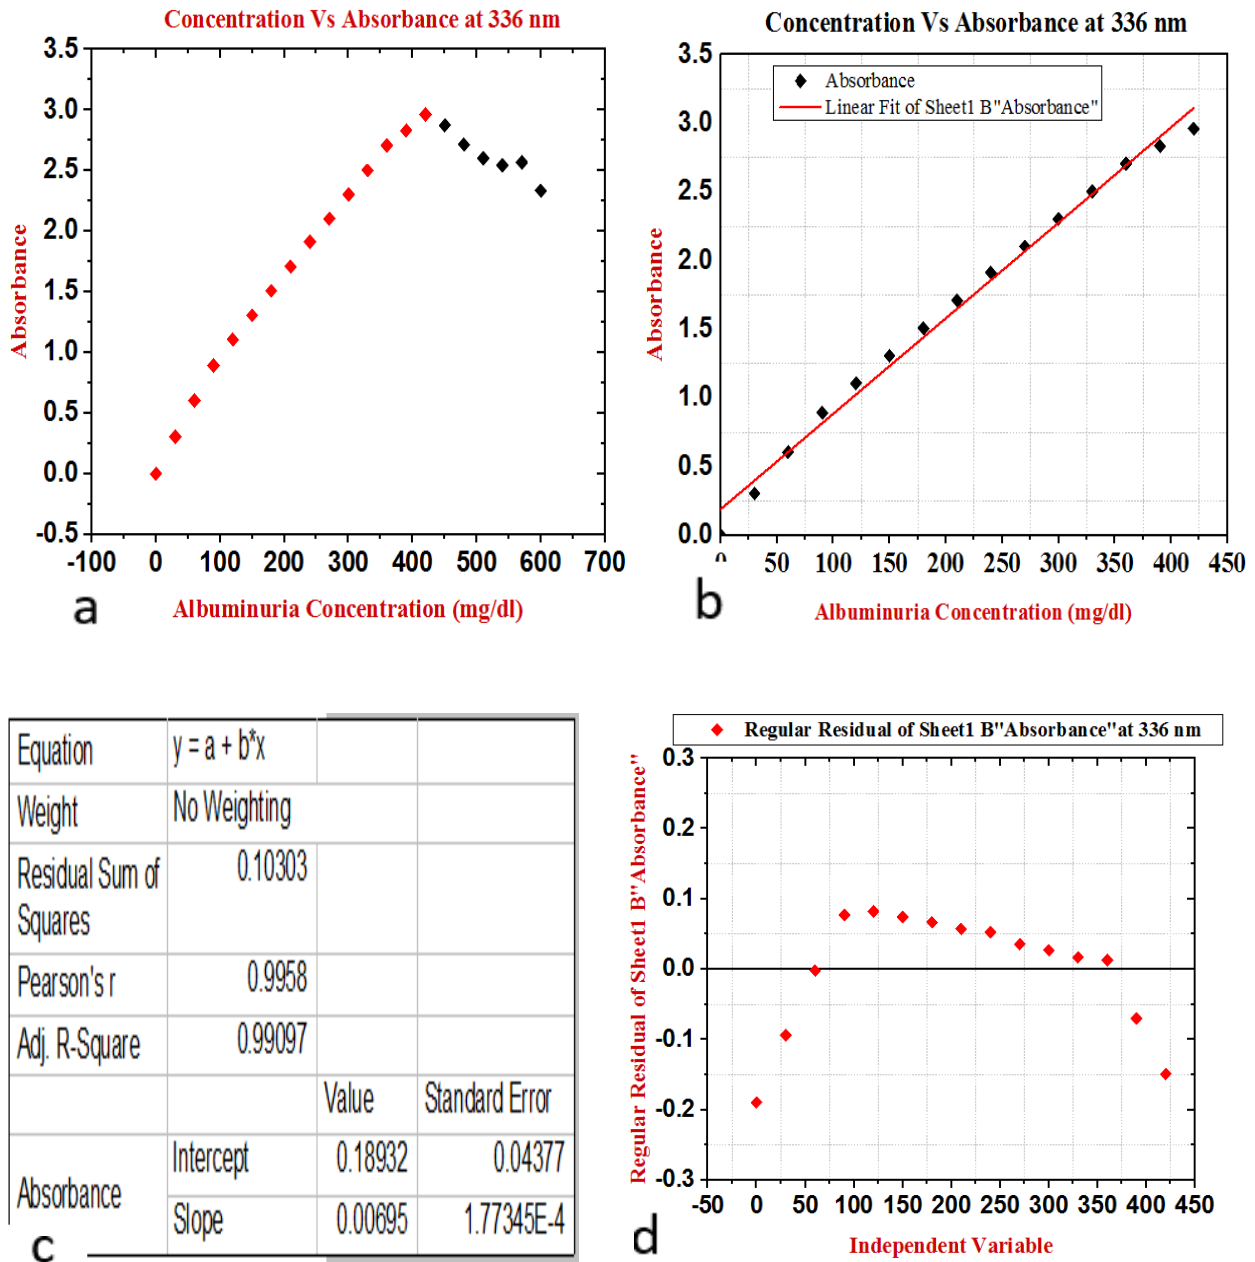 Concentration Vs Absorbance at 336 nm
3.5
3.0
2.5
2.0
1.5
1.0
0.5
0.0
-0.5
Absorbance
-100 0 100 200 300 400 500 600 700
Albuminuria Concentration (mg/dl)
a
Concentration Vs Absorbance at 336 nm
Absorbance
Linear Fit of Sheet1 B"Absorbance"
3.5
3.0
2.5
2.0
1.5
1.0
0.5
0.0
Absorbance
50 100 150 200 250 300 350 400 450
Albuminuria Concentration (mg/dl)
b
Equation y = a + b*x
Weight No Weighting
Residual Sum of Squares 0.10303
Pearson's r 0.9958
Adj. R-Square 0.99097
Value Standard Error
Absorbance Intercept 0.18932 0.04377
Slope 0.00695 1.77345E-4
c
Regular Residual of Sheet1 B"Absorbance"at 336 nm
0.3
0.2
0.1
0.0
-0.1
-0.2
-0.3
Regular Residual of Sheet1 B"Absorbance"
-50 0 50 100 150 200 250 300 350 400 450
Independent Variable
d